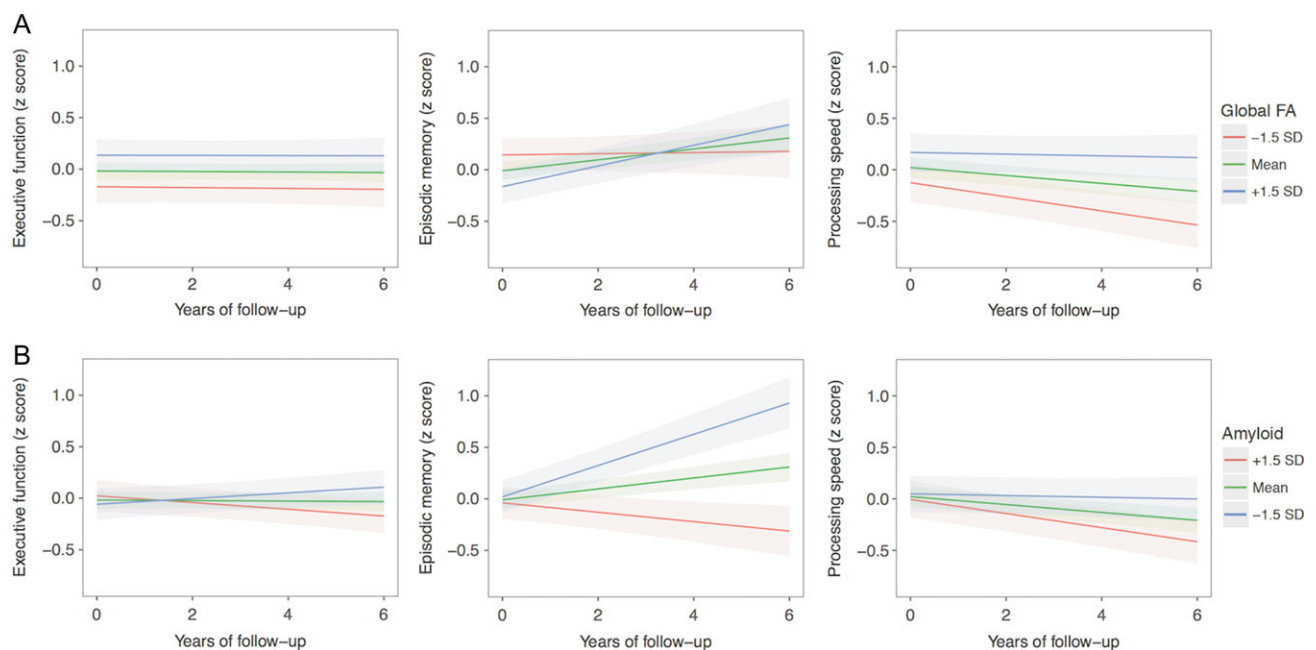 A
Executive function (z score)
1.0
0.5
0.0
−0.5
0 2 4 6
Years of follow−up
Episodic memory (z score)
1.0
0.5
0.0
−0.5
0 2 4 6
Years of follow−up
Processing speed (z score)
1.0
0.5
0.0
−0.5
0 2 4 6
Years of follow−up
Global FA
−1.5 SD
Mean
+1.5 SD
B
Executive function (z score)
1.0
0.5
0.0
−0.5
0 2 4 6
Years of follow−up
Episodic memory (z score)
1.0
0.5
0.0
−0.5
0 2 4 6
Years of follow−up
Processing speed (z score)
1.0
0.5
0.0
−0.5
0 2 4 6
Years of follow−up
Amyloid
+1.5 SD
Mean
−1.5 SD